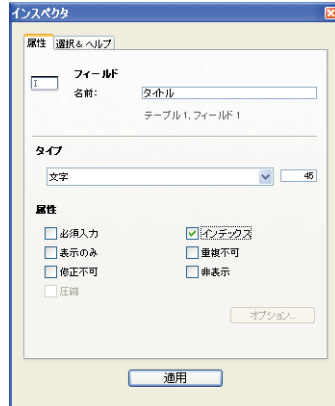 インスペクタ
属性 選択&ヘルプ
フィールド
名前: タイトル
テーブル 1, フィールド 1
タイプ
文字 45
属性
必須入力 インデックス
表示のみ 重複不可
修正不可 非表示
圧縮
オプション...
適用